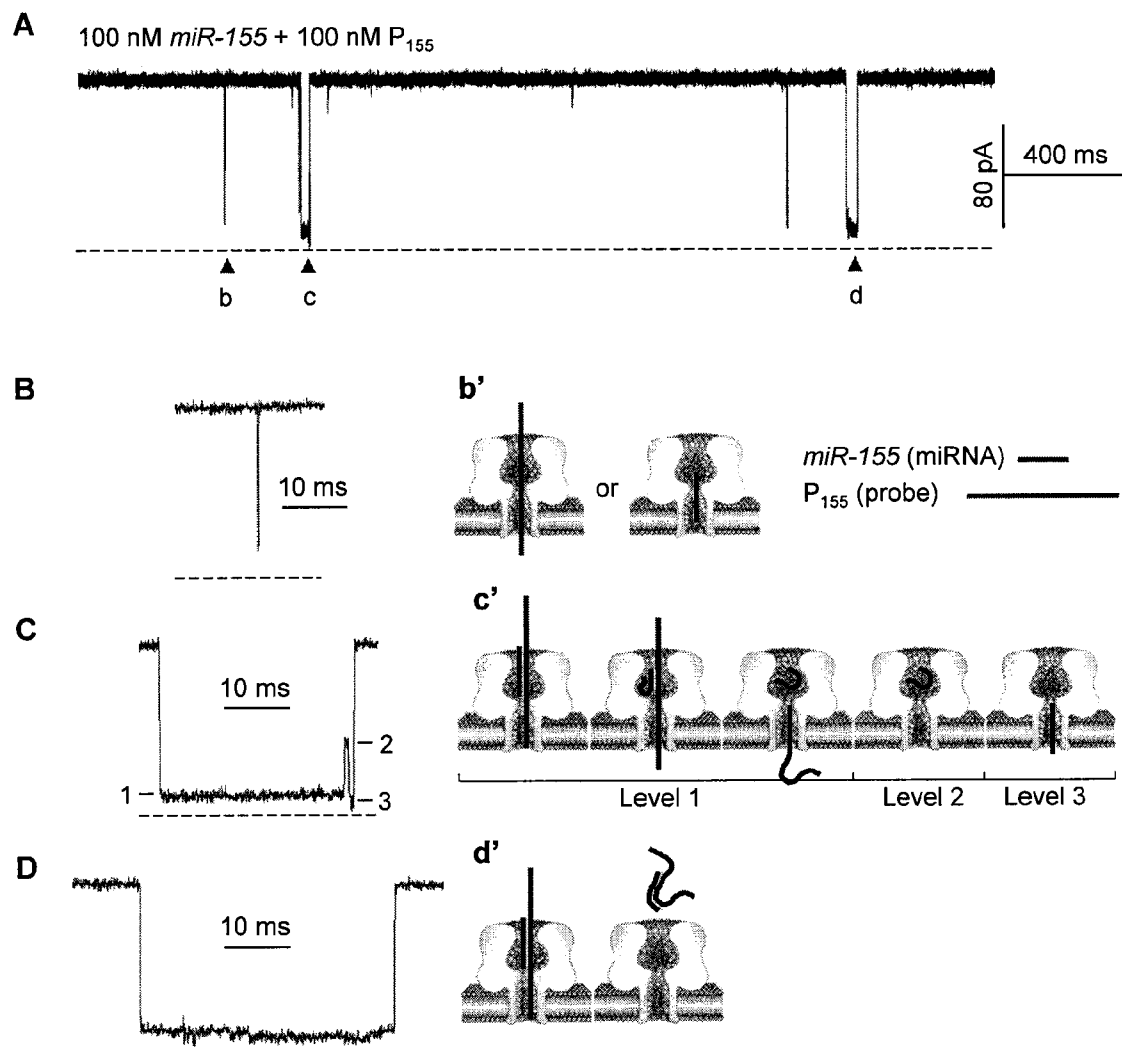 A
100 nM miR-155 + 100 nM P155
80 pA
400 ms
b
c
d
B
10 ms
b'
or
miR-155 (miRNA)
P155 (probe)
C
10 ms
1
2
3
c'
Level 1
Level 2
Level 3
D
10 ms
d'